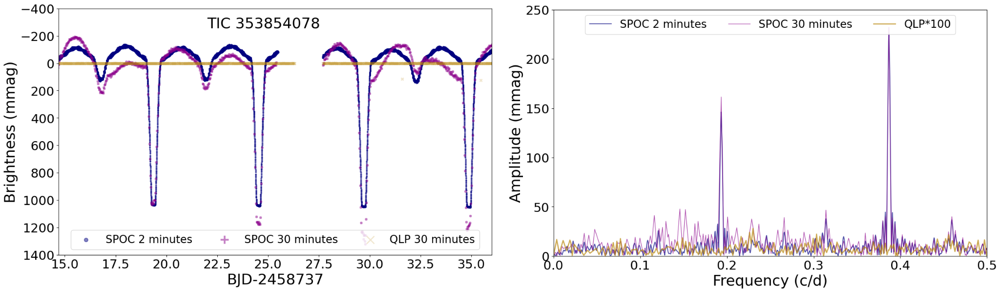 TIC 353854078
−400
−200
0
200
400
600
800
1000
1200
1400
Brightness (mmag)
SPOC 2 minutes
SPOC 30 minutes
QLP 30 minutes
15.0 17.5 20.0 22.5 25.0 27.5 30.0 32.5 35.0
BJD-2458737
250
200
150
100
50
0
Amplitude (mmag)
SPOC 2 minutes
SPOC 30 minutes
QLP*100
0.0 0.1 0.2 0.3 0.4 0.5
Frequency (c/d)